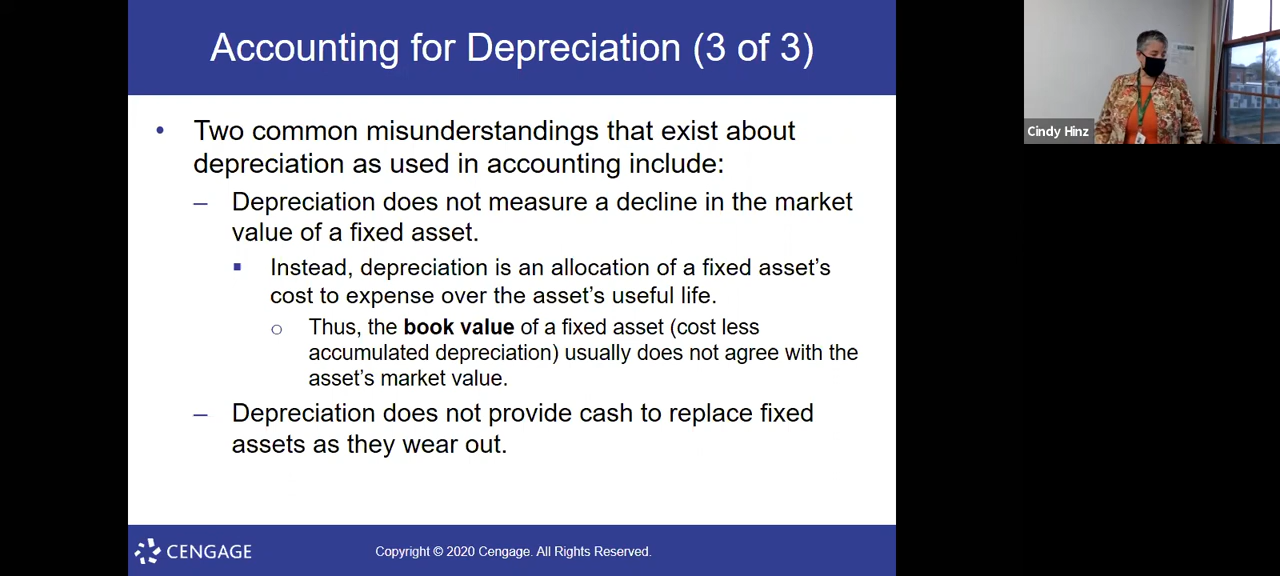 Accounting for Depreciation (3 of 3)
• Two common misunderstandings that exist about
depreciation as used in accounting include:
– Depreciation does not measure a decline in the market
value of a fixed asset.
▪ Instead, depreciation is an allocation of a fixed asset's
cost to expense over the asset's useful life.
○ Thus, the book value of a fixed asset (cost less
accumulated depreciation) usually does not agree with the
asset's market value.
– Depreciation does not provide cash to replace fixed
assets as they wear out.
CENGAGE
Copyright © 2020 Cengage. All Rights Reserved.
Cindy Hinz